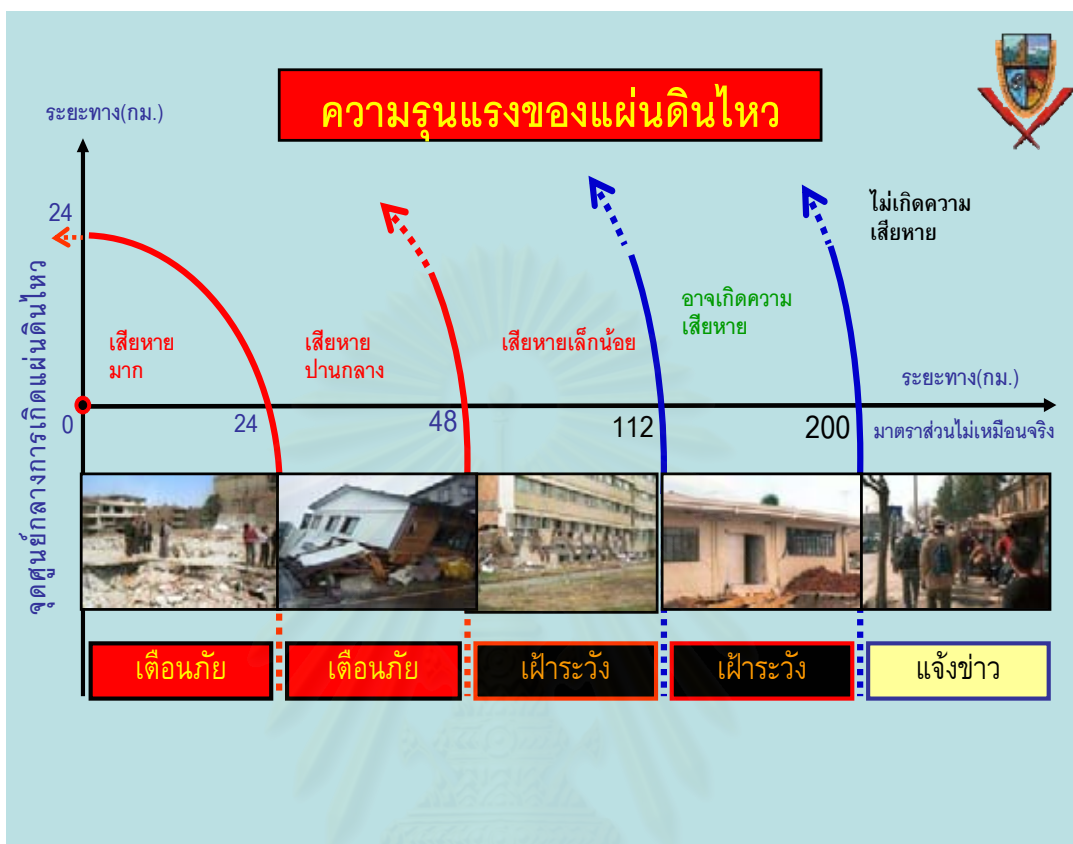 ความรุนแรงของแผ่นดินไหว
ระยะทาง(กม.)
24
จุดศูนย์กลางการเกิดแผ่นดินไหว
เสียหาย
มาก
เสียหาย
ปานกลาง
เสียหายเล็กน้อย
อาจเกิดความ
เสียหาย
ไม่เกิดความ
เสียหาย
ระยะทาง(กม.)
0
24
48
112
200
มาตราส่วนไม่เหมือนจริง
เตือนภัย
เตือนภัย
เฝ้าระวัง
เฝ้าระวัง
แจ้งข่าว